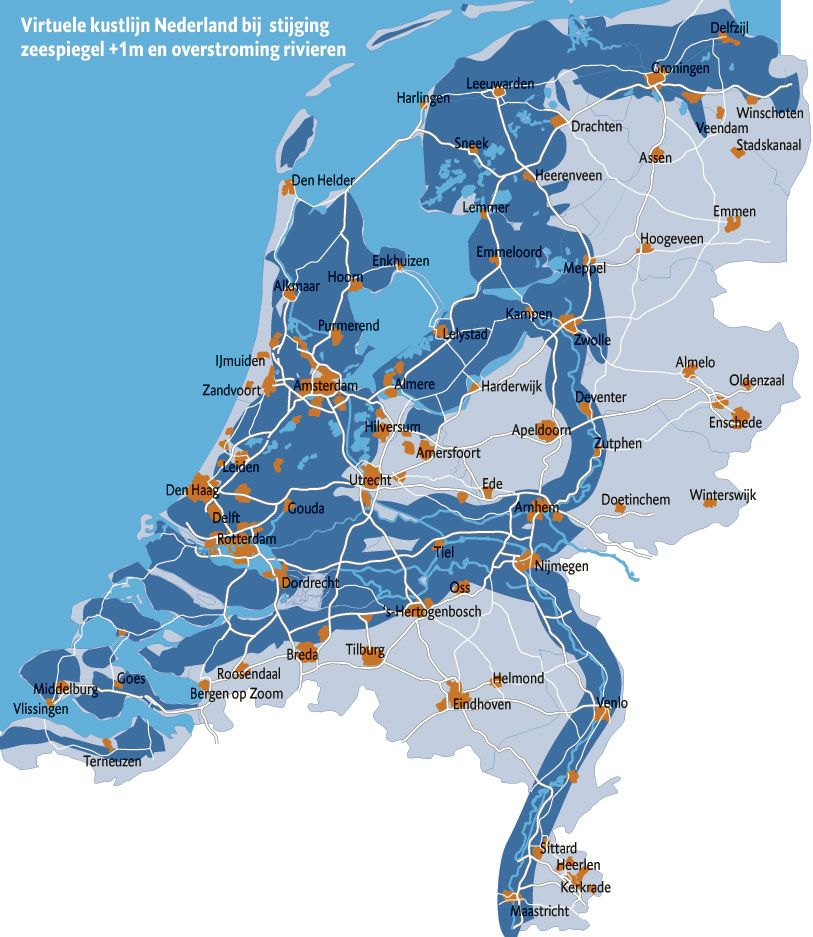 Virtuele kustlijn Nederland bij stijging
zeespiegel +1m en overstroming rivieren
Delfzijl
Groningen
Leeuwarden
Harlingen
Winschoten
Drachten
Veendam
Sneek
Stadskanaal
Assen
Den Helder
Heerenveen
Lemmer
Emmen
Hoogeveen
Emmeloord
Enkhuizen
Meppel
Hoorn
Alkmaar
Kampen
Purmerend
Lelystad
Zwolle
IJmuiden
Almelo
Oldenzaal
Zandvoort
Amsterdam
Almere
Harderwijk
Deventer
Enschede
Hilversum
Apeldoorn
Zutphen
Amersfoort
Leiden
Utrecht
Ede
Den Haag
Doetinchem
Winterswijk
Gouda
Arnhem
Delft
Rotterdam
Tiel
Nijmegen
Dordrecht
Oss
's-Hertogenbosch
Tilburg
Breda
Roosendaal
Goes
Helmond
Middelburg
Bergen op Zoom
Vlissingen
Eindhoven
Venlo
Terneuzen
Sittard
Heerlen
Kerkrade
Maastricht